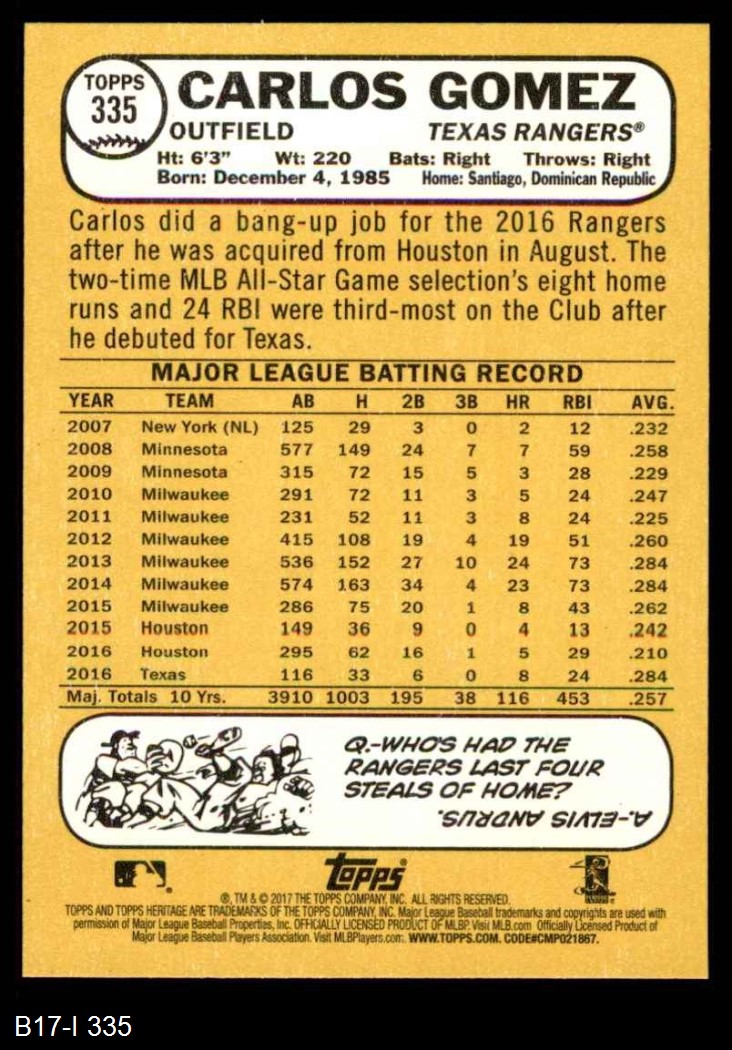 TOPPS
335
CARLOS GOMEZ
OUTFIELD TEXAS RANGERS®
Ht: 6'3" Wt: 220 Bats: Right Throws: Right
Born: December 4, 1985 Home: Santiago, Dominican Republic
Carlos did a bang-up job for the 2016 Rangers
after he was acquired from Houston in August. The
two-time MLB All-Star Game selection's eight home
runs and 24 RBI were third-most on the Club after
he debuted for Texas.
MAJOR LEAGUE BATTING RECORD
YEAR TEAM AB H 2B 3B HR RBI AVG.
2007 New York (NL) 125 29 3 0 2 12 .232
2008 Minnesota 577 149 24 7 7 59 .258
2009 Minnesota 315 72 15 5 3 28 .229
2010 Milwaukee 291 72 11 3 5 24 .247
2011 Milwaukee 231 52 11 3 8 24 .225
2012 Milwaukee 415 108 19 4 19 51 .260
2013 Milwaukee 536 152 27 10 24 73 .284
2014 Milwaukee 574 163 34 4 23 73 .284
2015 Milwaukee 286 75 20 1 8 43 .262
2015 Houston 149 36 9 0 4 13 .242
2016 Houston 295 62 16 1 5 29 .210
2016 Texas 116 33 6 0 8 24 .284
Maj. Totals 10 Yrs. 3910 1003 195 38 116 453 .257
Q.-WHO'S HAD THE
RANGERS LAST FOUR
STEALS OF HOME?
A.-ELVIS ANDRUS.
topps®
®, TM & © 2017 THE TOPPS COMPANY, INC. ALL RIGHTS RESERVED.
TOPPS AND TOPPS HERITAGE ARE TRADEMARKS OF THE TOPPS COMPANY, INC. Major League Baseball trademarks and copyrights are used with
permission of Major League Baseball Properties, Inc. OFFICIALLY LICENSED PRODUCT OF MLBP. Visit MLB.com Officially Licensed Product of
Major League Baseball Players Association. Visit MLBPlayers.com. WWW.TOPPS.COM. CODE#CMP021867.
B17-I 335